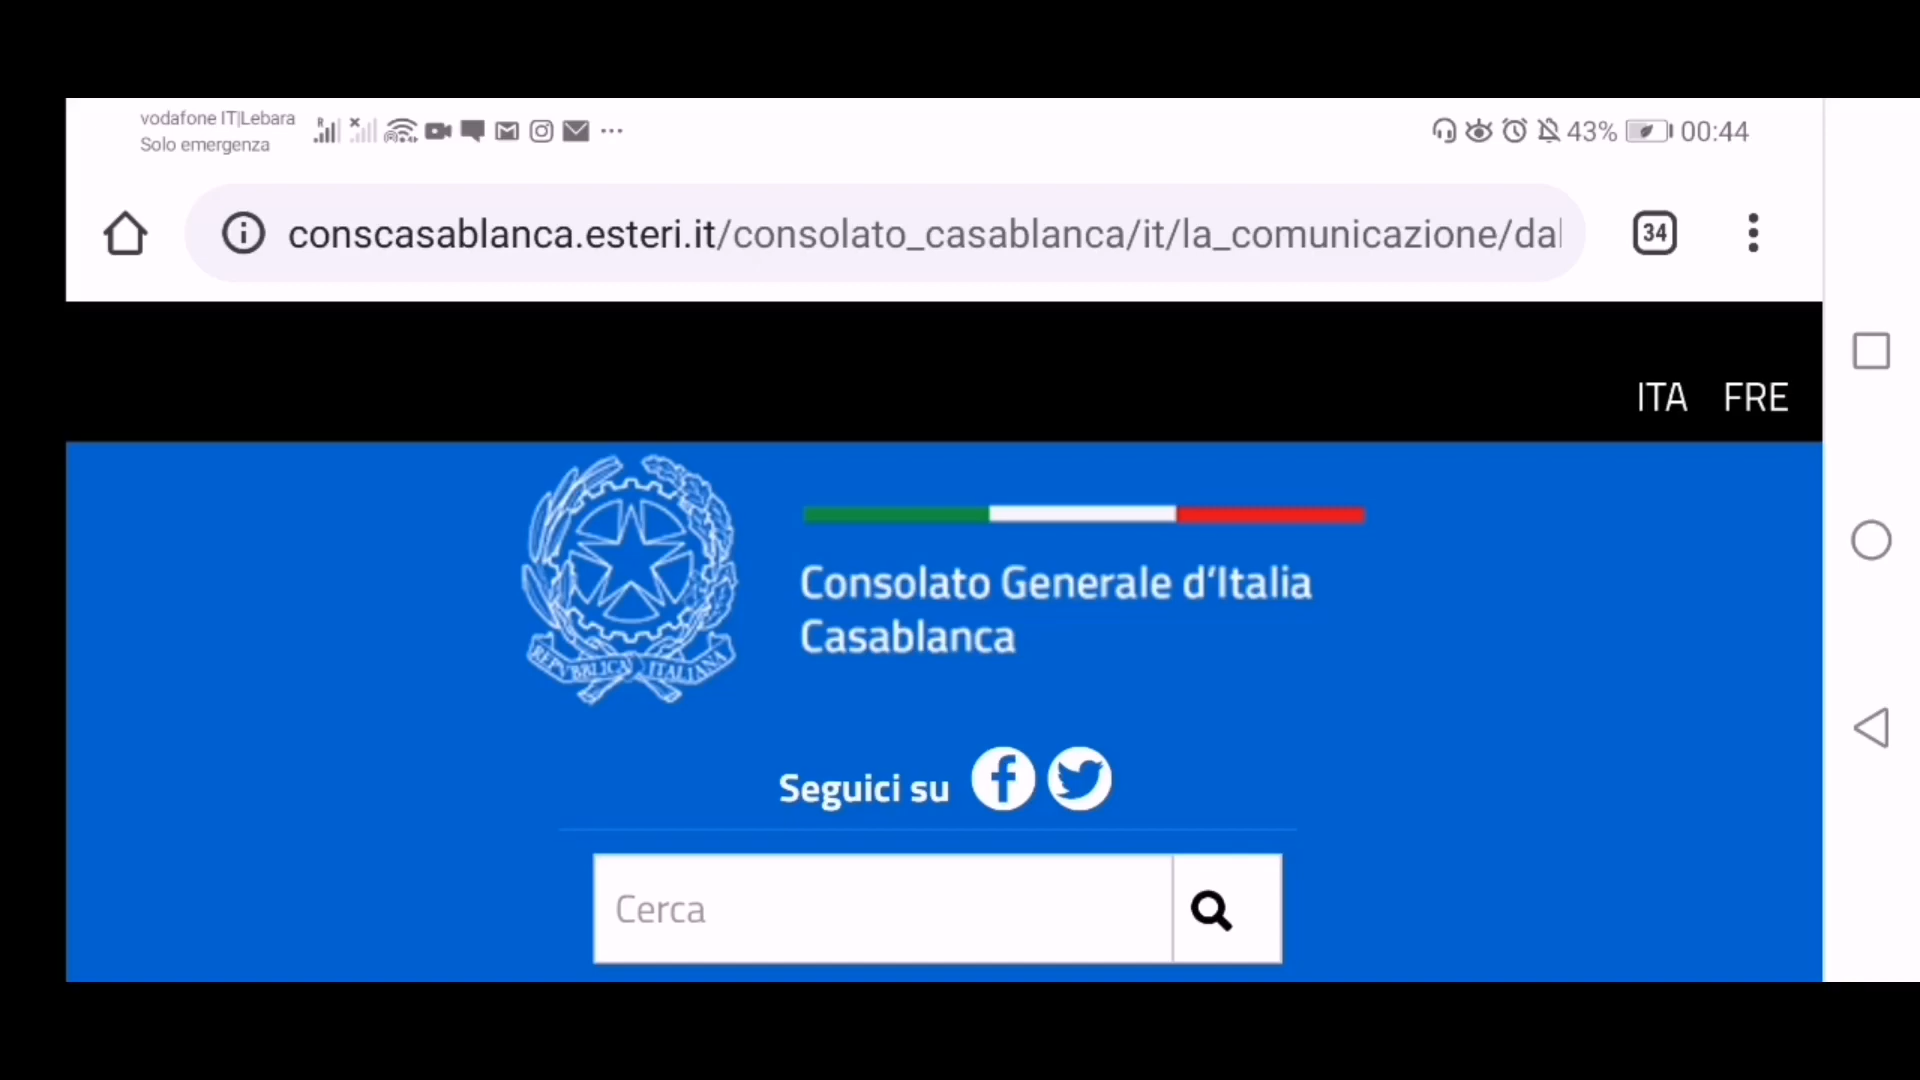 vodafone IT|Lebara
Solo emergenza
43% 00:44
conscasablanca.esteri.it/consolato_casablanca/it/la_comunicazione/dal
34
ITA FRE
REPVBBLICA ITALIANA
Consolato Generale d'Italia
Casablanca
Seguici su
Cerca